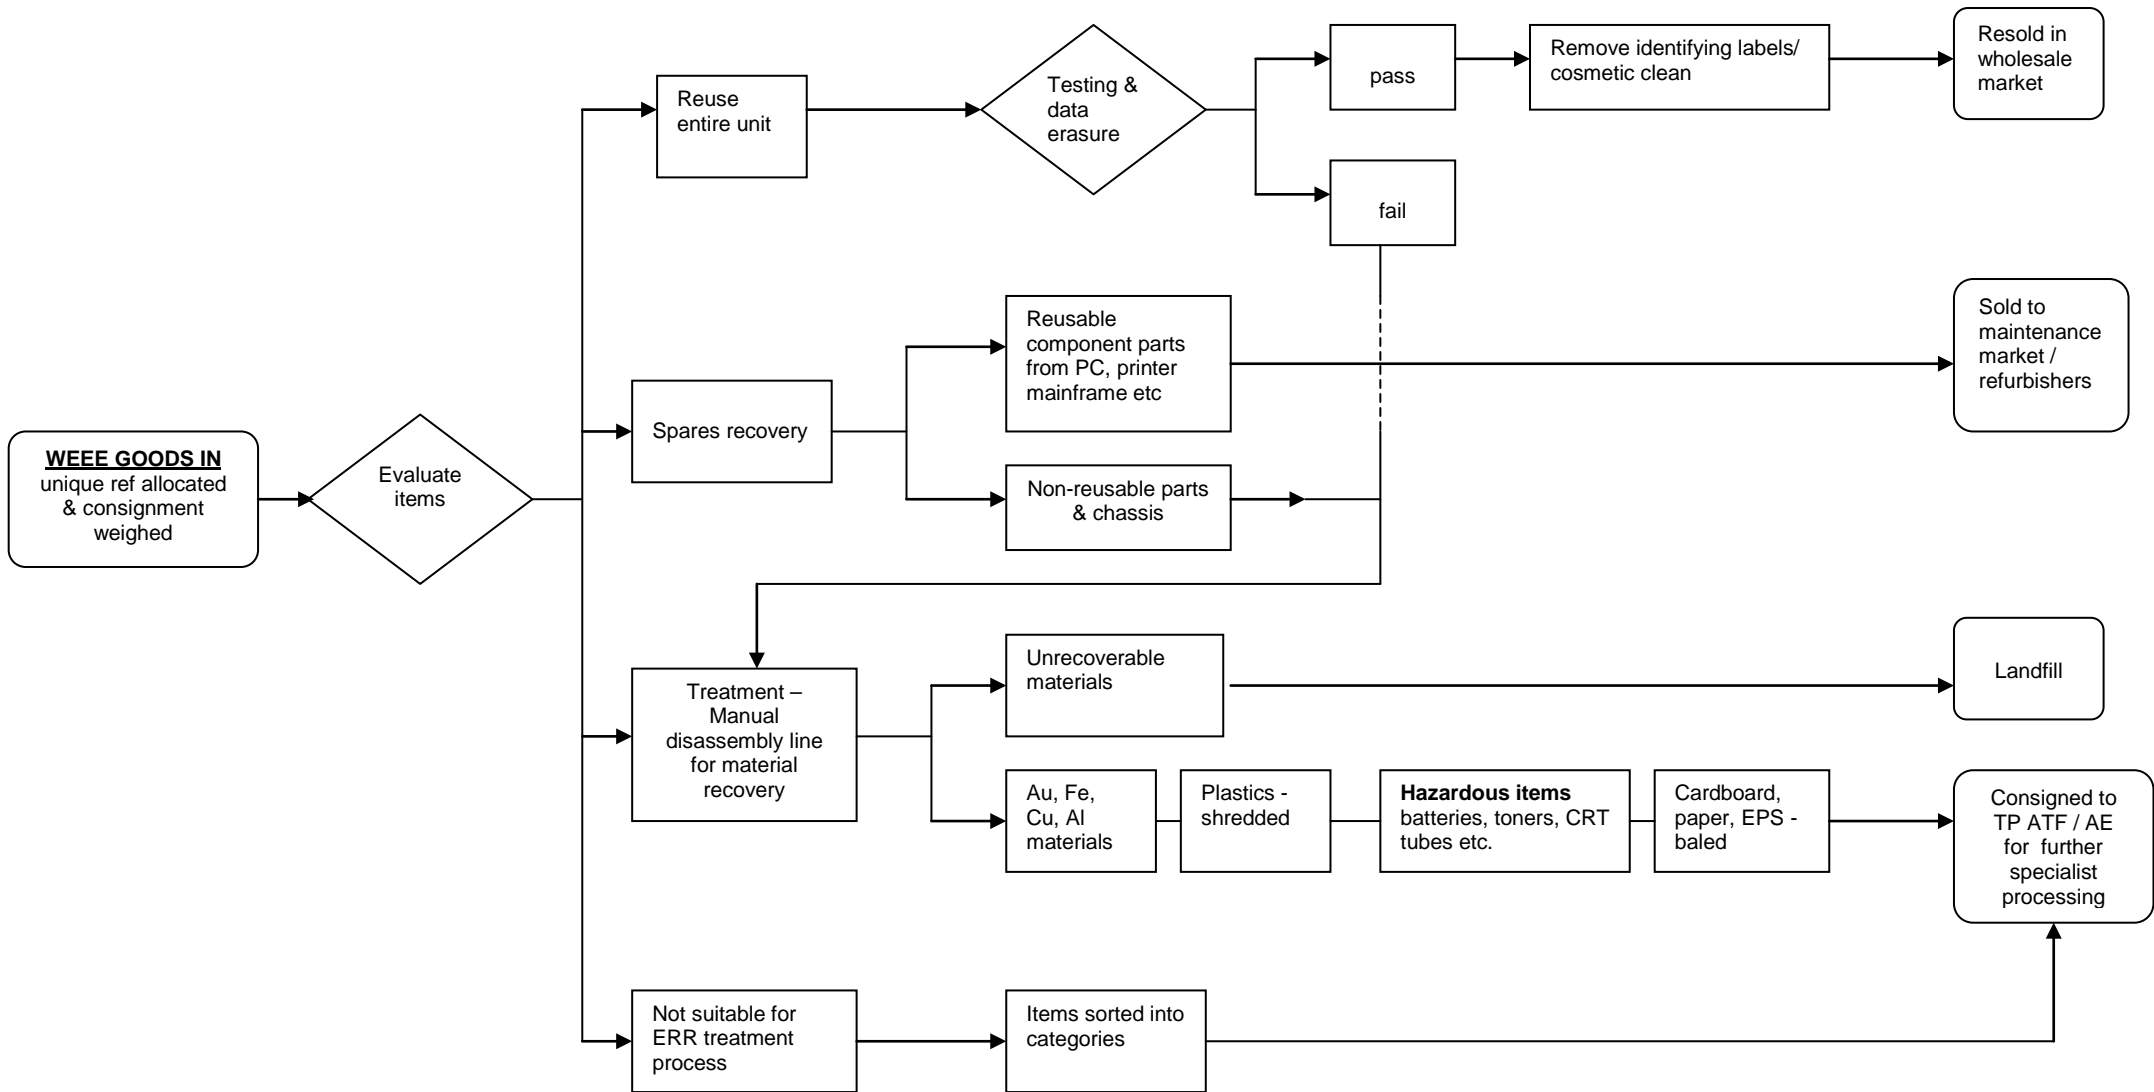 Reuse
entire unit
Testing &
data
erasure
pass
Remove identifying labels/
cosmetic clean
Resold in
wholesale
market
fail
WEEE GOODS IN
unique ref allocated
& consignment
weighed
Evaluate
items
Spares recovery
Reusable
component parts
from PC, printer
mainframe etc
Sold to
maintenance
market /
refurbishers
Non-reusable parts
& chassis
Treatment –
Manual
disassembly line
for material
recovery
Unrecoverable
materials
Landfill
Au, Fe,
Cu, Al
materials
Plastics -
shredded
Hazardous items
batteries, toners, CRT
tubes etc.
Cardboard,
paper, EPS -
baled
Consigned to
TP ATF / AE
for  further
specialist
processing
Not suitable for
ERR treatment
process
Items sorted into
categories